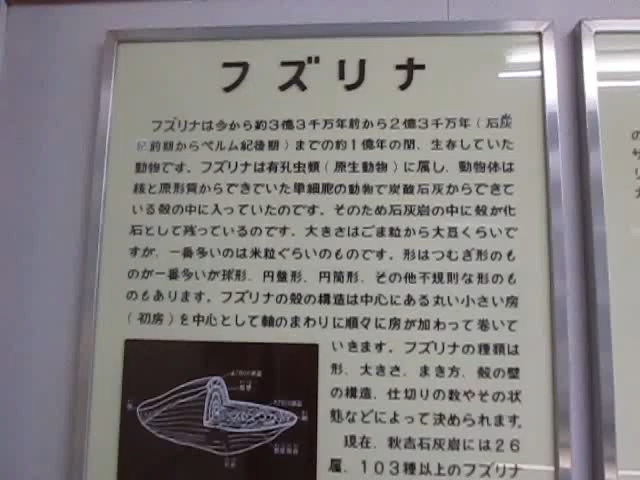 フズリナ
フズリナは今から約3億3千万年前から2億3千万年(石炭
紀前期からペルム紀後期)までの約1億年の間、生存していた
動物です。フズリナは有孔虫類(原生動物)に属し、動物体は
核と原形質からできていた単細胞の動物で炭酸石灰からできて
いる殻の中に入っていたのです。そのため石灰岩の中に殻が化
石として残っているのです。大きさはごま粒から大豆くらいで
すが、一番多いのは米粒ぐらいのものです。形はつむぎ形のも
のが一番多いが球形、円盤形、円筒形、その他不規則な形のも
のもあります。フズリナの殻の構造は中心にある丸い小さい房
(初房)を中心として軸のまわりに順々に房が加わって巻いて
いきます。フズリナの種類は
形、大きさ、まき方、殻の壁
の構造、仕切りの数やその状
態などによって決められます。
現在、秋吉石灰岩には26
属、103種以上のフズリナ